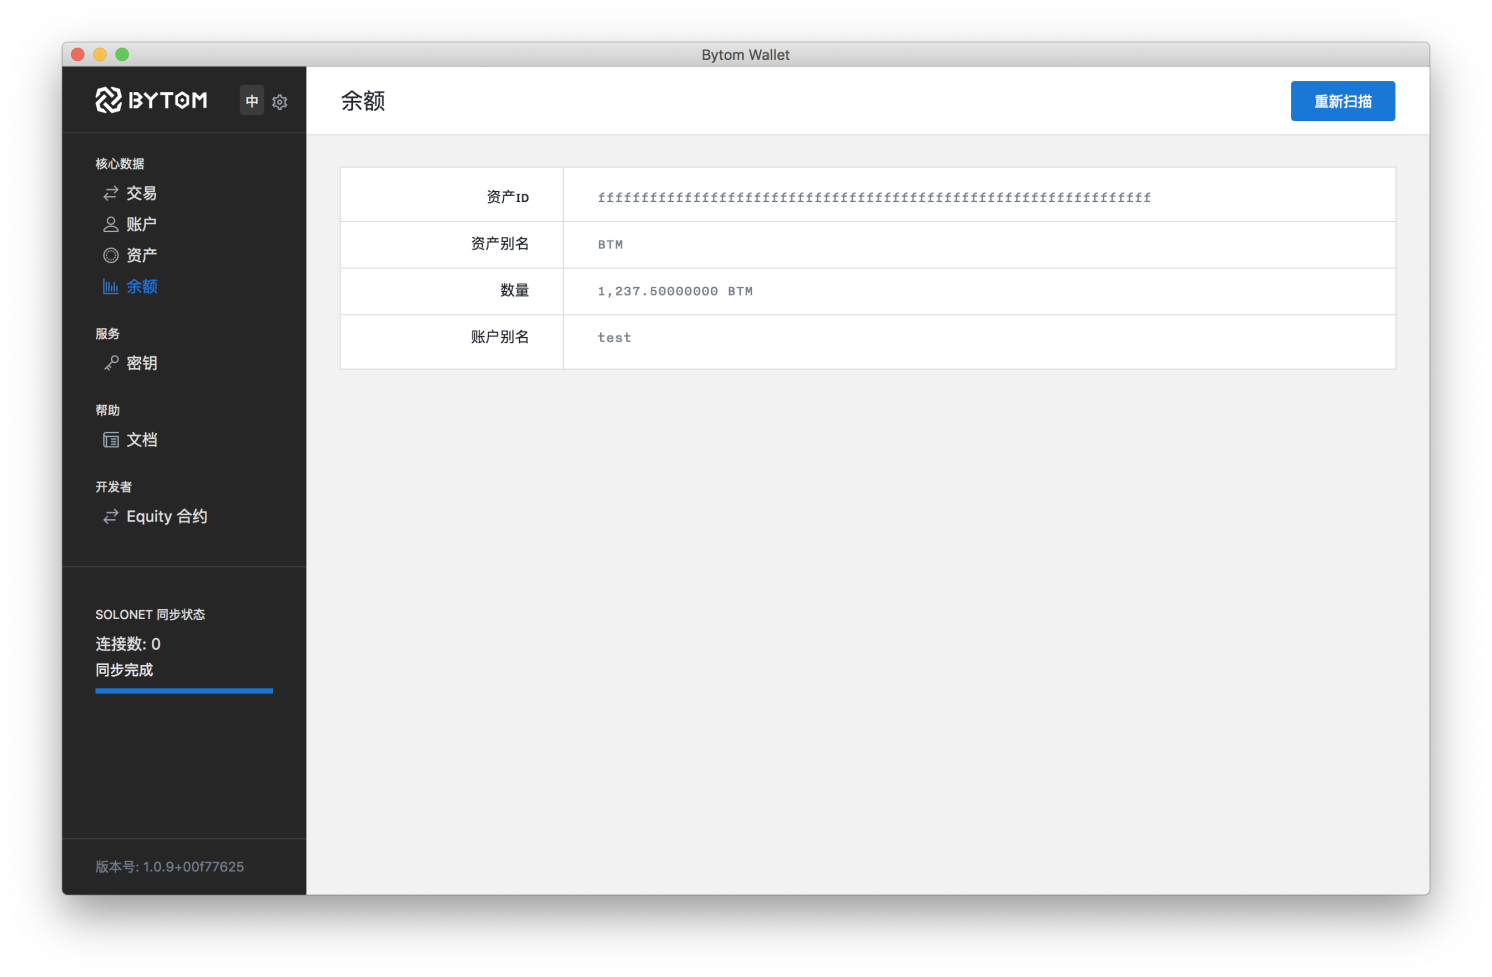 Bytom Wallet
BYTOM
中
核心数据
交易
账户
资产
余额
服务
密钥
帮助
文档
开发者
Equity 合约
SOLONET 同步状态
连接数: 0
同步完成
版本号: 1.0.9+00f77625
余额
重新扫描
资产ID ffffffffffffffffffffffffffffffffffffffffffffffffffffffffffffffff
资产别名 BTM
数量 1,237.50000000 BTM
账户别名 test